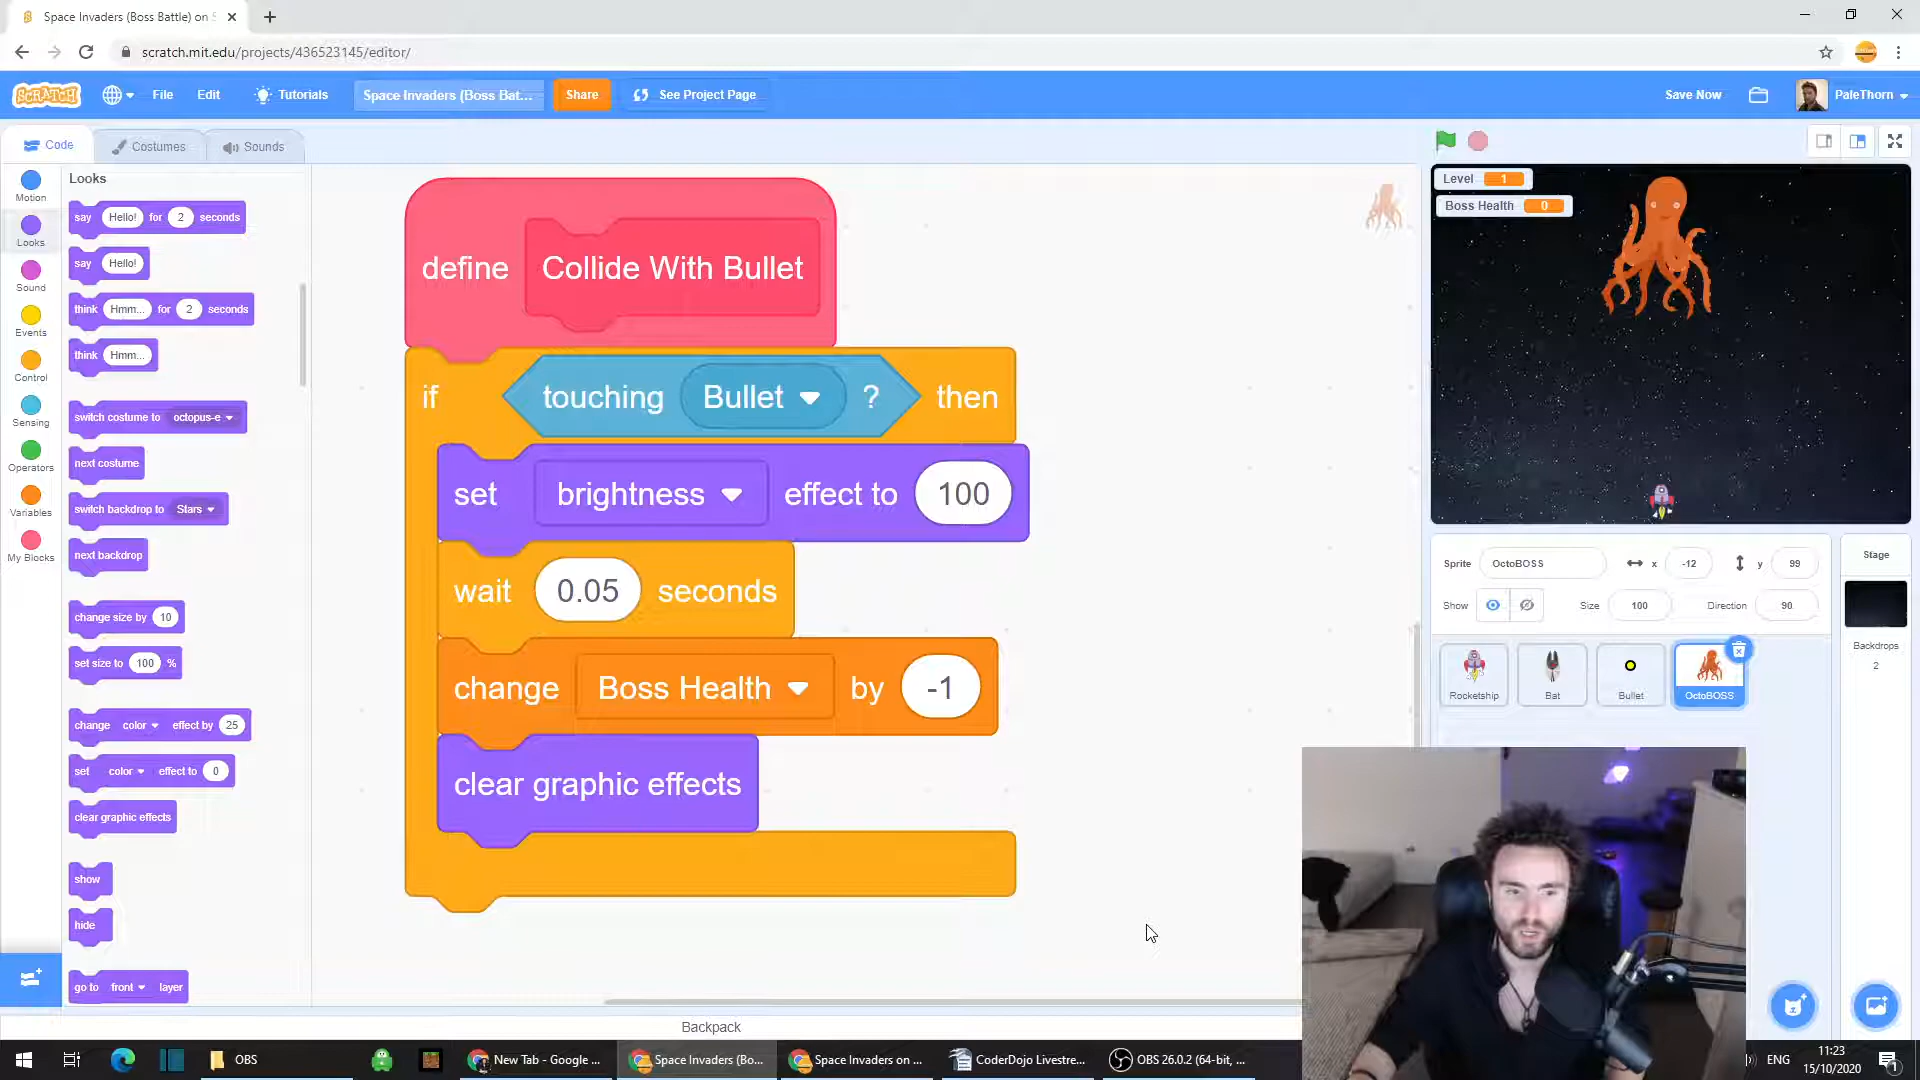 Space Invaders (Boss Battle) on S
scratch.mit.edu/projects/436523145/editor/
SCRATCH
File
Edit
Tutorials
Space Invaders (Boss Bat...
Share
See Project Page
Save Now
PaleThorn
Code
Costumes
Sounds
Motion
Looks
Sound
Events
Control
Sensing
Operators
Variables
My Blocks
Looks
say Hello! for 2 seconds
say Hello!
think Hmm... for 2 seconds
think Hmm...
switch costume to octopus-e
next costume
switch backdrop to Stars
next backdrop
change size by 10
set size to 100 %
change color effect by 25
set color effect to 0
clear graphic effects
show
hide
go to front layer
define Collide With Bullet
if touching Bullet ? then
set brightness effect to 100
wait 0.05 seconds
change Boss Health by -1
clear graphic effects
Level 1
Boss Health 0
Sprite OctoBOSS x -12 y 99
Show Size 100 Direction 90
Rocketship
Bat
Bullet
OctoBOSS
Stage
Backdrops
2
Backpack
OBS
New Tab - Google ...
Space Invaders (Bo...
Space Invaders on ...
CoderDojo Livestre...
OBS 26.0.2 (64-bit, ...
ENG
11:23
15/10/2020
1